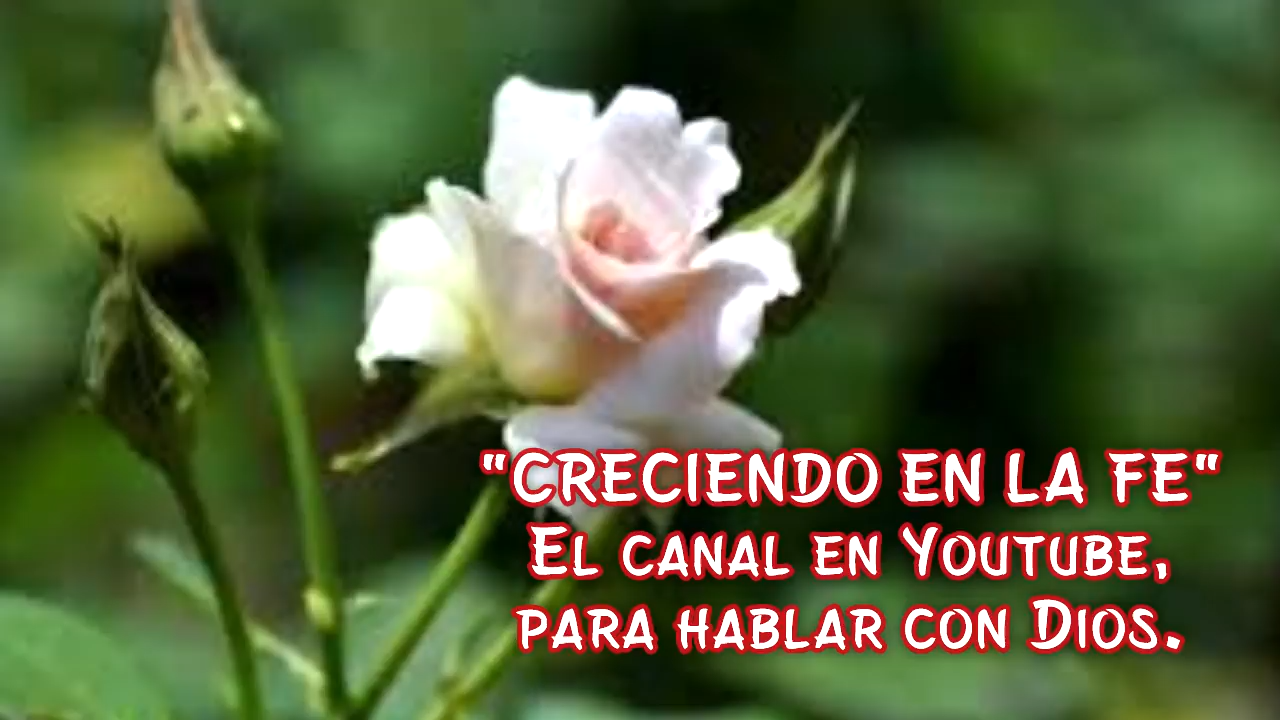 “CRECIENDO EN LA FE“
El canal en Youtube,
para hablar con Dios.